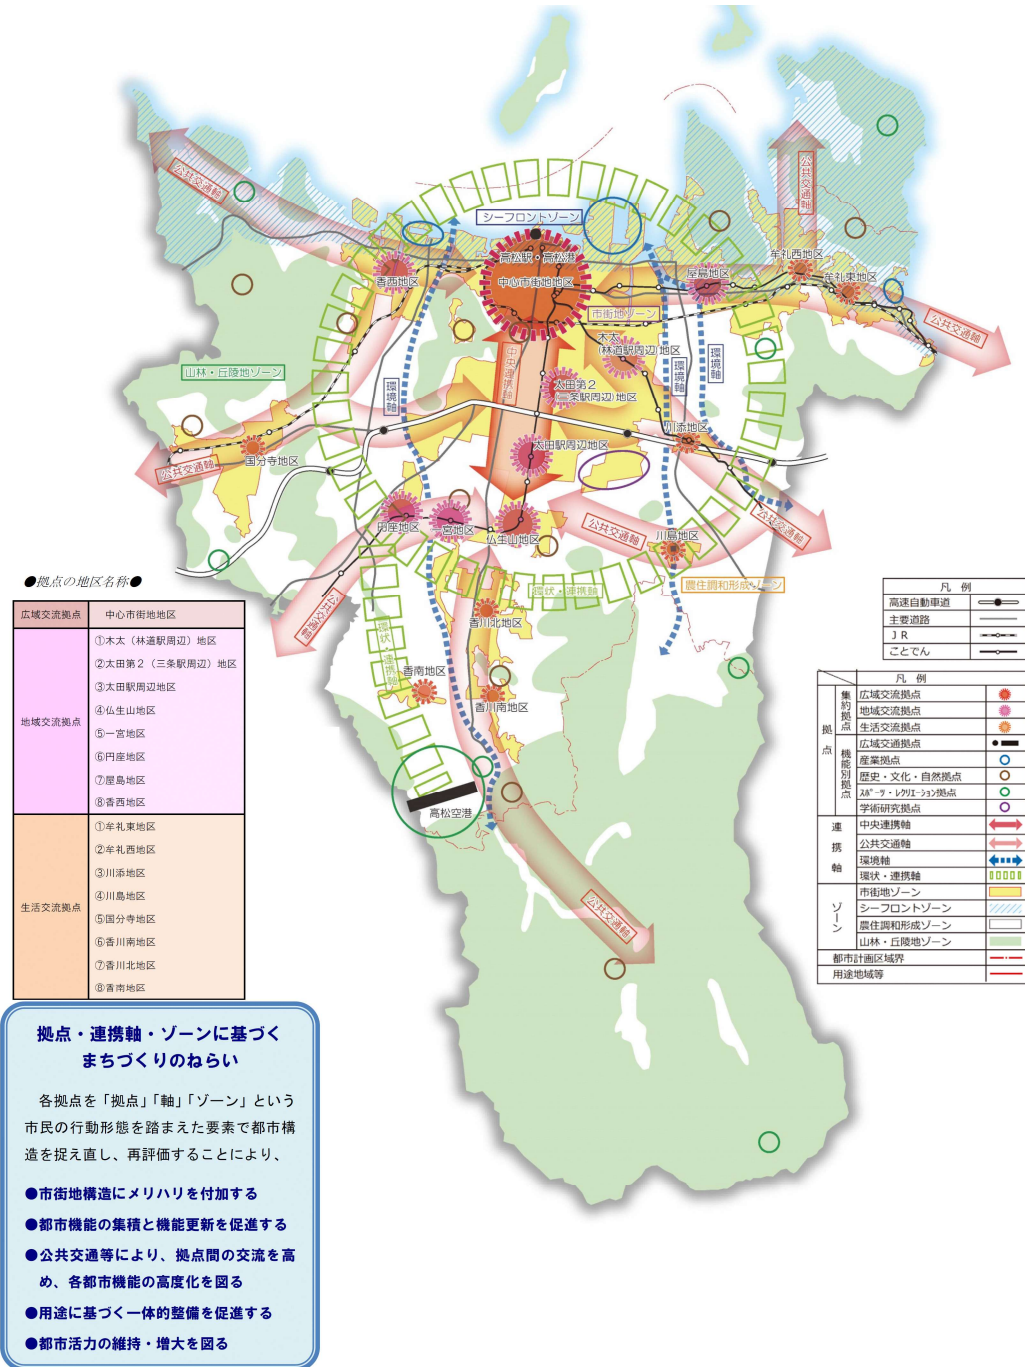 公共交通軸
公共交通軸
シーフロントゾーン
高松駅・高松港
中心市街地地区
香西地区
屋島地区
牟礼西地区
牟礼東地区
公共交通軸
市街地ゾーン
木太
(林道駅周辺)地区
中央連携軸
環境軸
環境軸
環境軸
山林・丘陵地ゾーン
太田第2
(三条駅周辺)地区
川添地区
太田駅周辺地区
国分寺地区
公共交通軸
円座地区
一宮地区
仏生山地区
公共交通軸
川島地区
公共交通軸
農住調和形成ゾーン
環状・連携軸
公共交通軸
環状・連携軸
香川北地区
香南地区
香川南地区
高松空港
公共交通軸
●拠点の地区名称●
広域交流拠点 中心市街地地区
地域交流拠点
①木太(林道駅周辺)地区
②太田第2(三条駅周辺)地区
③太田駅周辺地区
④仏生山地区
⑤一宮地区
⑥円座地区
⑦屋島地区
⑧香西地区
生活交流拠点
①牟礼東地区
②牟礼西地区
③川添地区
④川島地区
⑤国分寺地区
⑥香川南地区
⑦香川北地区
⑧香南地区
凡 例
高速自動車道
主要道路
JR
ことでん
凡 例
拠点
集約拠点
広域交流拠点
地域交流拠点
生活交流拠点
機能別拠点
広域交通拠点
産業拠点
歴史・文化・自然拠点
スポーツ・レクリエーション拠点
学術研究拠点
連携軸
中央連携軸
公共交通軸
環境軸
環状・連携軸
ゾーン
市街地ゾーン
シーフロントゾーン
農住調和形成ゾーン
山林・丘陵地ゾーン
都市計画区域界
用途地域等
拠点・連携軸・ゾーンに基づく
まちづくりのねらい
各拠点を「拠点」「軸」「ゾーン」という
市民の行動形態を踏まえた要素で都市構
造を捉え直し、再評価することにより、
●市街地構造にメリハリを付加する
●都市機能の集積と機能更新を促進する
●公共交通等により、拠点間の交流を高
め、各都市機能の高度化を図る
●用途に基づく一体的整備を促進する
●都市活力の維持・増大を図る